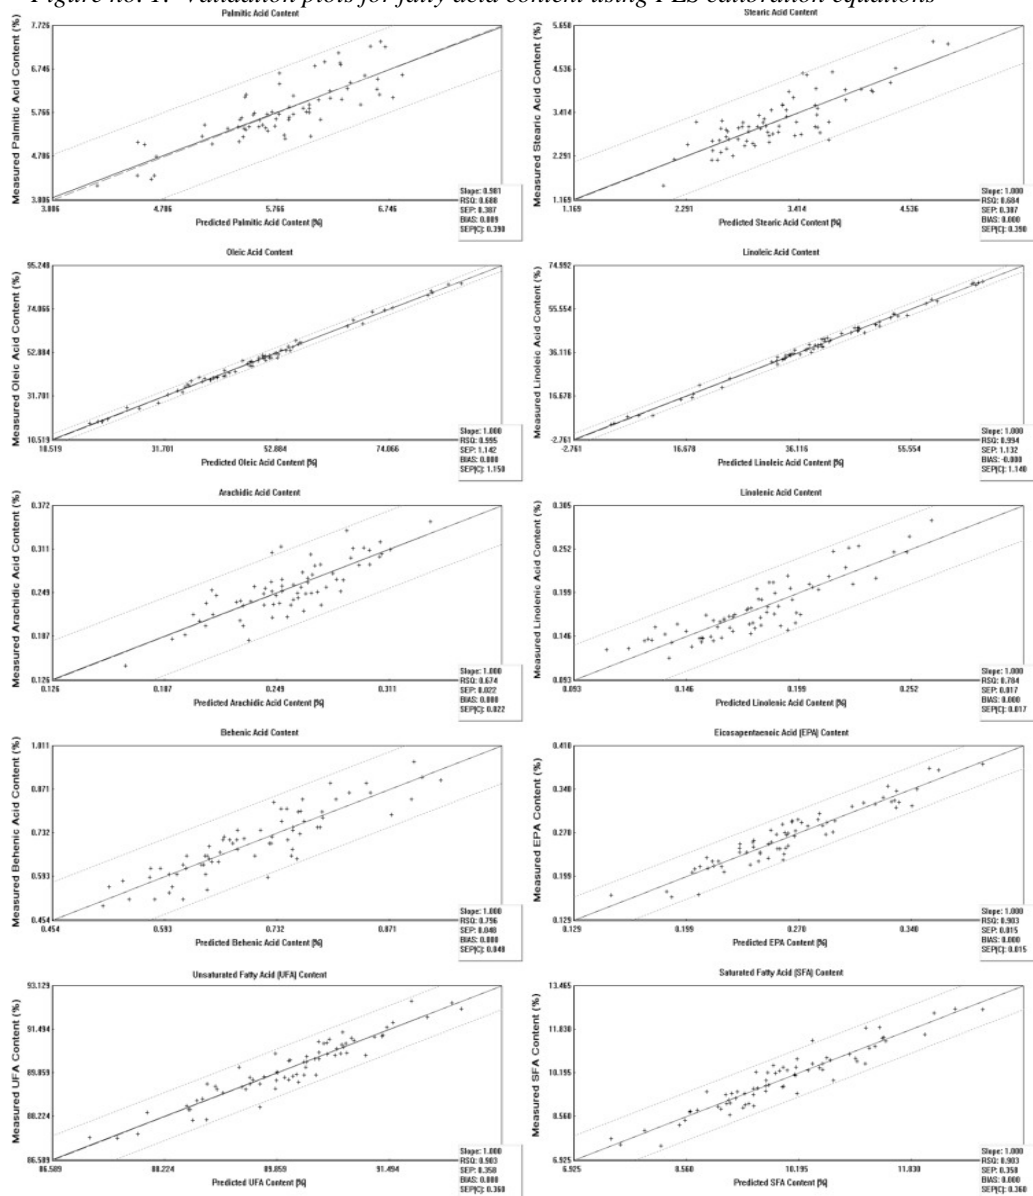 Figure no. 1. Validation plots for fatty acid content using PLS calibration equations
Palmitic Acid Content
Measured Palmitic Acid Content (%)
7.726
6.746
5.766
4.786
3.806
3.806 4.786 5.766 6.746
Predicted Palmitic Acid Content (%)
Slope: 0.981
RSQ: 0.688
SEP: 0.387
BIAS: 0.009
SEP(C): 0.390
Stearic Acid Content
Measured Stearic Acid Content (%)
5.658
4.536
3.414
2.291
1.169
1.169 2.291 3.414 4.536
Predicted Stearic Acid Content (%)
Slope: 1.000
RSQ: 0.684
SEP: 0.387
BIAS: 0.000
SEP(C): 0.390
Oleic Acid Content
Measured Oleic Acid Content (%)
95.248
74.066
52.884
31.701
10.519
10.519 31.701 52.884 74.066
Predicted Oleic Acid Content (%)
Slope: 1.000
RSQ: 0.995
SEP: 1.142
BIAS: 0.000
SEP(C): 1.150
Linoleic Acid Content
Measured Linoleic Acid Content (%)
74.992
55.554
36.116
16.678
-2.761
-2.761 16.678 36.116 55.554
Predicted Linoleic Acid Content (%)
Slope: 1.000
RSQ: 0.994
SEP: 1.132
BIAS: -0.000
SEP(C): 1.140
Arachidic Acid Content
Measured Arachidic Acid Content (%)
0.372
0.311
0.249
0.187
0.126
0.126 0.187 0.249 0.311
Predicted Arachidic Acid Content (%)
Slope: 1.000
RSQ: 0.674
SEP: 0.022
BIAS: 0.000
SEP(C): 0.022
Linolenic Acid Content
Measured Linolenic Acid Content (%)
0.305
0.252
0.199
0.146
0.093
0.093 0.146 0.199 0.252
Predicted Linolenic Acid Content (%)
Slope: 1.000
RSQ: 0.784
SEP: 0.017
BIAS: 0.000
SEP(C): 0.017
Behenic Acid Content
Measured Behenic Acid Content (%)
1.011
0.871
0.732
0.593
0.454
0.454 0.593 0.732 0.871
Predicted Behenic Acid Content (%)
Slope: 1.000
RSQ: 0.796
SEP: 0.048
BIAS: 0.000
SEP(C): 0.048
Eicosapentaenoic Acid (EPA) Content
Measured EPA Content (%)
0.410
0.340
0.270
0.199
0.129
0.129 0.199 0.270 0.340
Predicted EPA Content (%)
Slope: 1.000
RSQ: 0.903
SEP: 0.015
BIAS: 0.000
SEP(C): 0.015
Unsaturated Fatty Acid (UFA) Content
Measured UFA Content (%)
93.129
91.494
89.859
88.224
86.589
86.589 88.224 89.859 91.494
Predicted UFA Content (%)
Slope: 1.000
RSQ: 0.903
SEP: 0.358
BIAS: 0.000
SEP(C): 0.360
Saturated Fatty Acid (SFA) Content
Measured SFA Content (%)
13.465
11.830
10.195
8.560
6.925
6.925 8.560 10.195 11.830
Predicted SFA Content (%)
Slope: 1.000
RSQ: 0.903
SEP: 0.358
BIAS: 0.000
SEP(C): 0.360